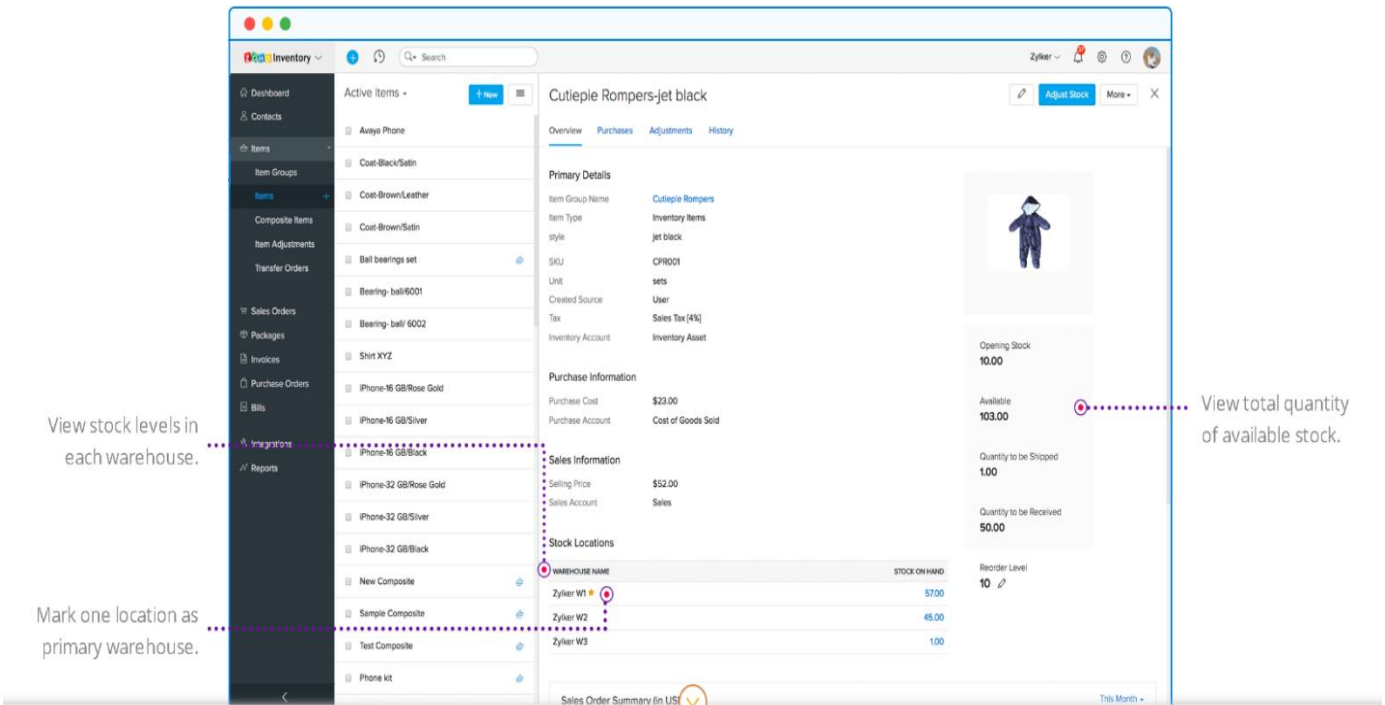 ZOHO Inventory
Search
Zylker
Dashboard
Contacts
Items
Item Groups
Items
Composite Items
Item Adjustments
Transfer Orders
Sales Orders
Packages
Invoices
Purchase Orders
Bills
Integrations
Reports
Active Items
+ New
Avaya Phone
Coat-Black/Satin
Coat-Brown/Leather
Coat-Brown/Satin
Ball bearings set
Bearing- ball/6001
Bearing- ball/ 6002
Shirt XYZ
iPhone-16 GB/Rose Gold
iPhone-16 GB/Silver
iPhone-16 GB/Black
iPhone-32 GB/Rose Gold
iPhone-32 GB/Silver
iPhone-32 GB/Black
New Composite
Sample Composite
Test Composite
Phone kit
Cutiepie Rompers-jet black
Adjust Stock
More
Overview Purchases Adjustments History
Primary Details
Item Group Name Cutiepie Rompers
Item Type Inventory Items
style jet black
SKU CPR001
Unit sets
Created Source User
Tax Sales Tax [4%]
Inventory Account Inventory Asset
Purchase Information
Purchase Cost $23.00
Purchase Account Cost of Goods Sold
Sales Information
Selling Price $52.00
Sales Account Sales
Stock Locations
WAREHOUSE NAME STOCK ON HAND
Zylker W1 57.00
Zylker W2 45.00
Zylker W3 1.00
Sales Order Summary (in US
This Month
Opening Stock
10.00
Available
103.00
Quantity to be Shipped
1.00
Quantity to be Received
50.00
Reorder Level
10
View stock levels in
each warehouse.
Mark one location as
primary warehouse.
View total quantity
of available stock.